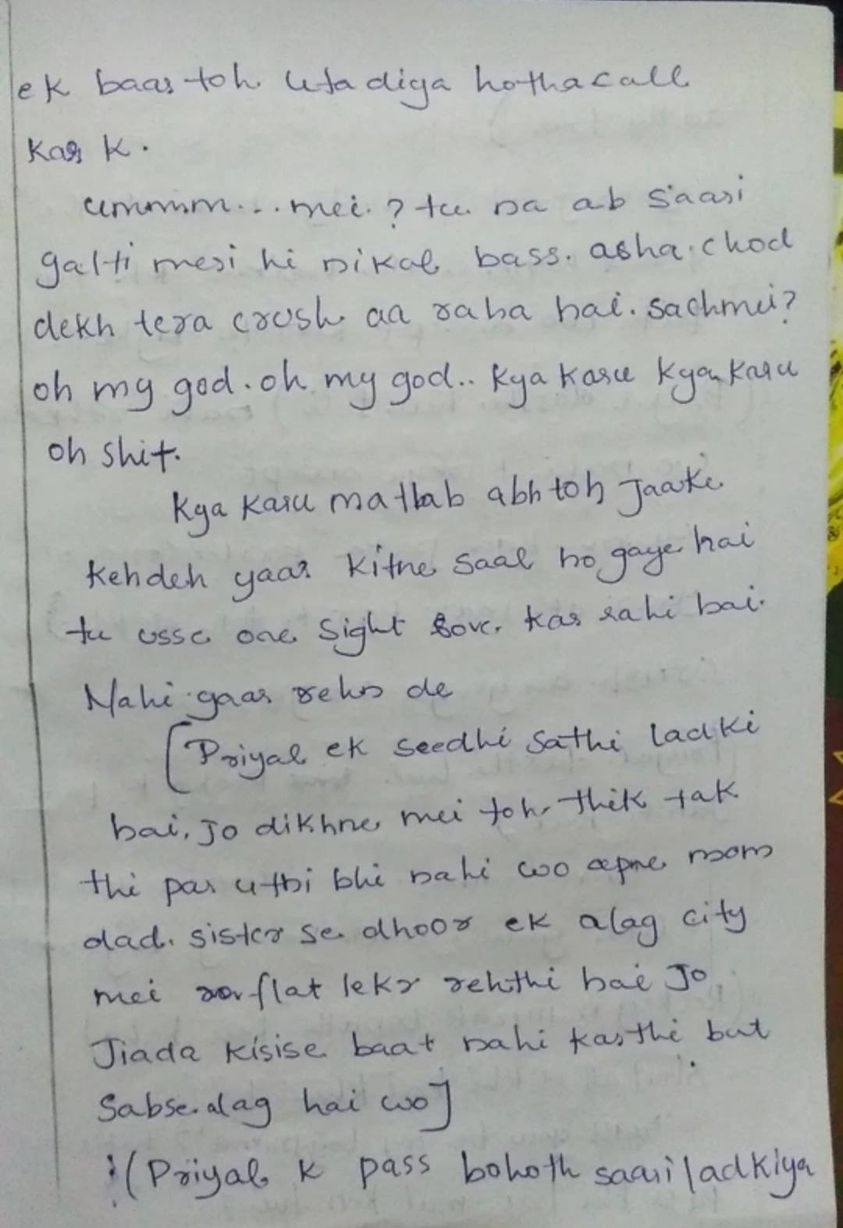 ek baar toh uta diya hotha call
kar k.
ummm... mei.? tu na ab saari
galti meri hi nikal bass. acha. chod
dekh tera crush aa raha hai. sachmei?
oh my god. oh my god.. kya karu kya karu
oh shit.
kya karu matlab abh toh jaake
kehdeh yaar kitne saal ho gaye hai
tu usse one sight love. kar rahi hai.
Nahi yaar rehn de
[Priyal ek seedhi sathi ladki
hai. jo dikhne mei toh thik tak
thi par uthi bhi nahi wo apne mom
dad. sister se dhoor ek alag city
mei flat lekr rehthi hai jo
jiada kisise baat nahi karthi but
sabse alag hai wo]
:(Priyal k pass bohoth saari ladkiya